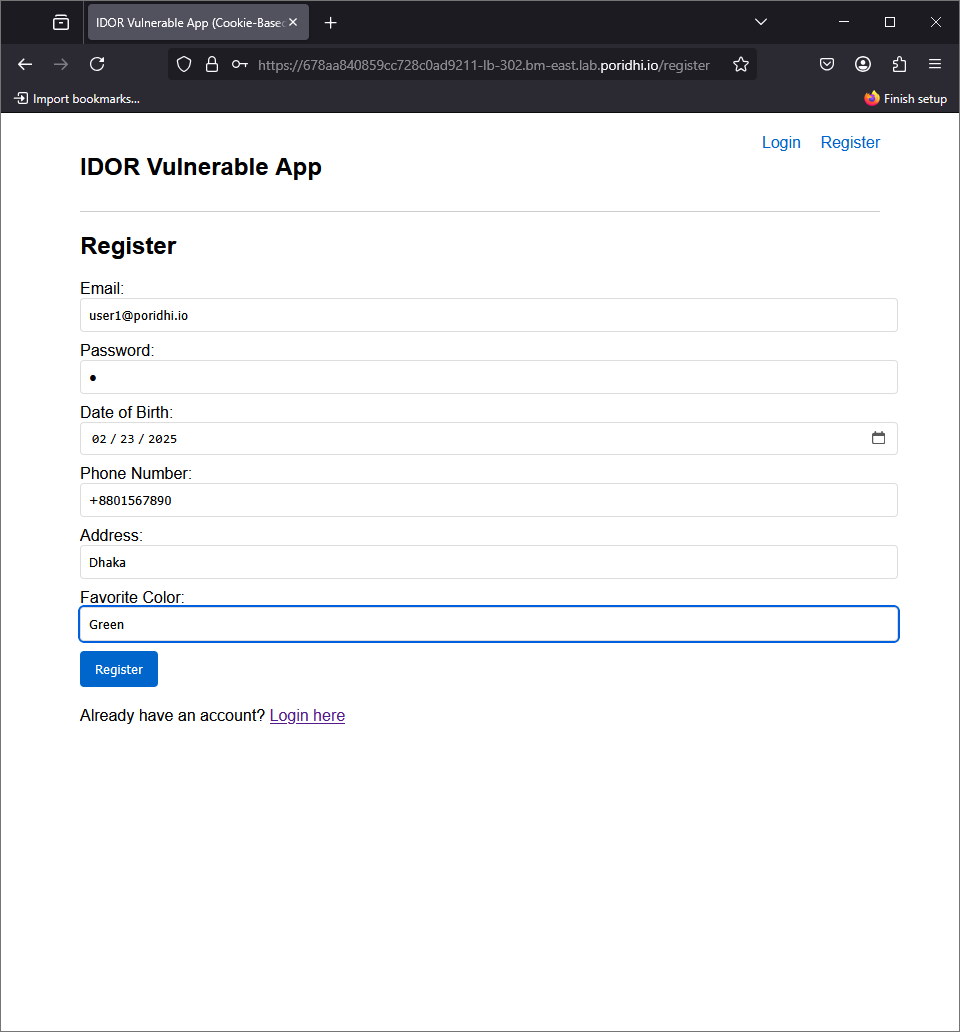 IDOR Vulnerable App (Cookie-Based
https://678aa840859cc728c0ad9211-lb-302.bm-east.lab.poridhi.io/register
Import bookmarks...
Finish setup
Login Register
IDOR Vulnerable App
Register
Email:
user1@poridhi.io
Password:
●
Date of Birth:
02 / 23 / 2025
Phone Number:
+8801567890
Address:
Dhaka
Favorite Color:
Green
Register
Already have an account? Login here